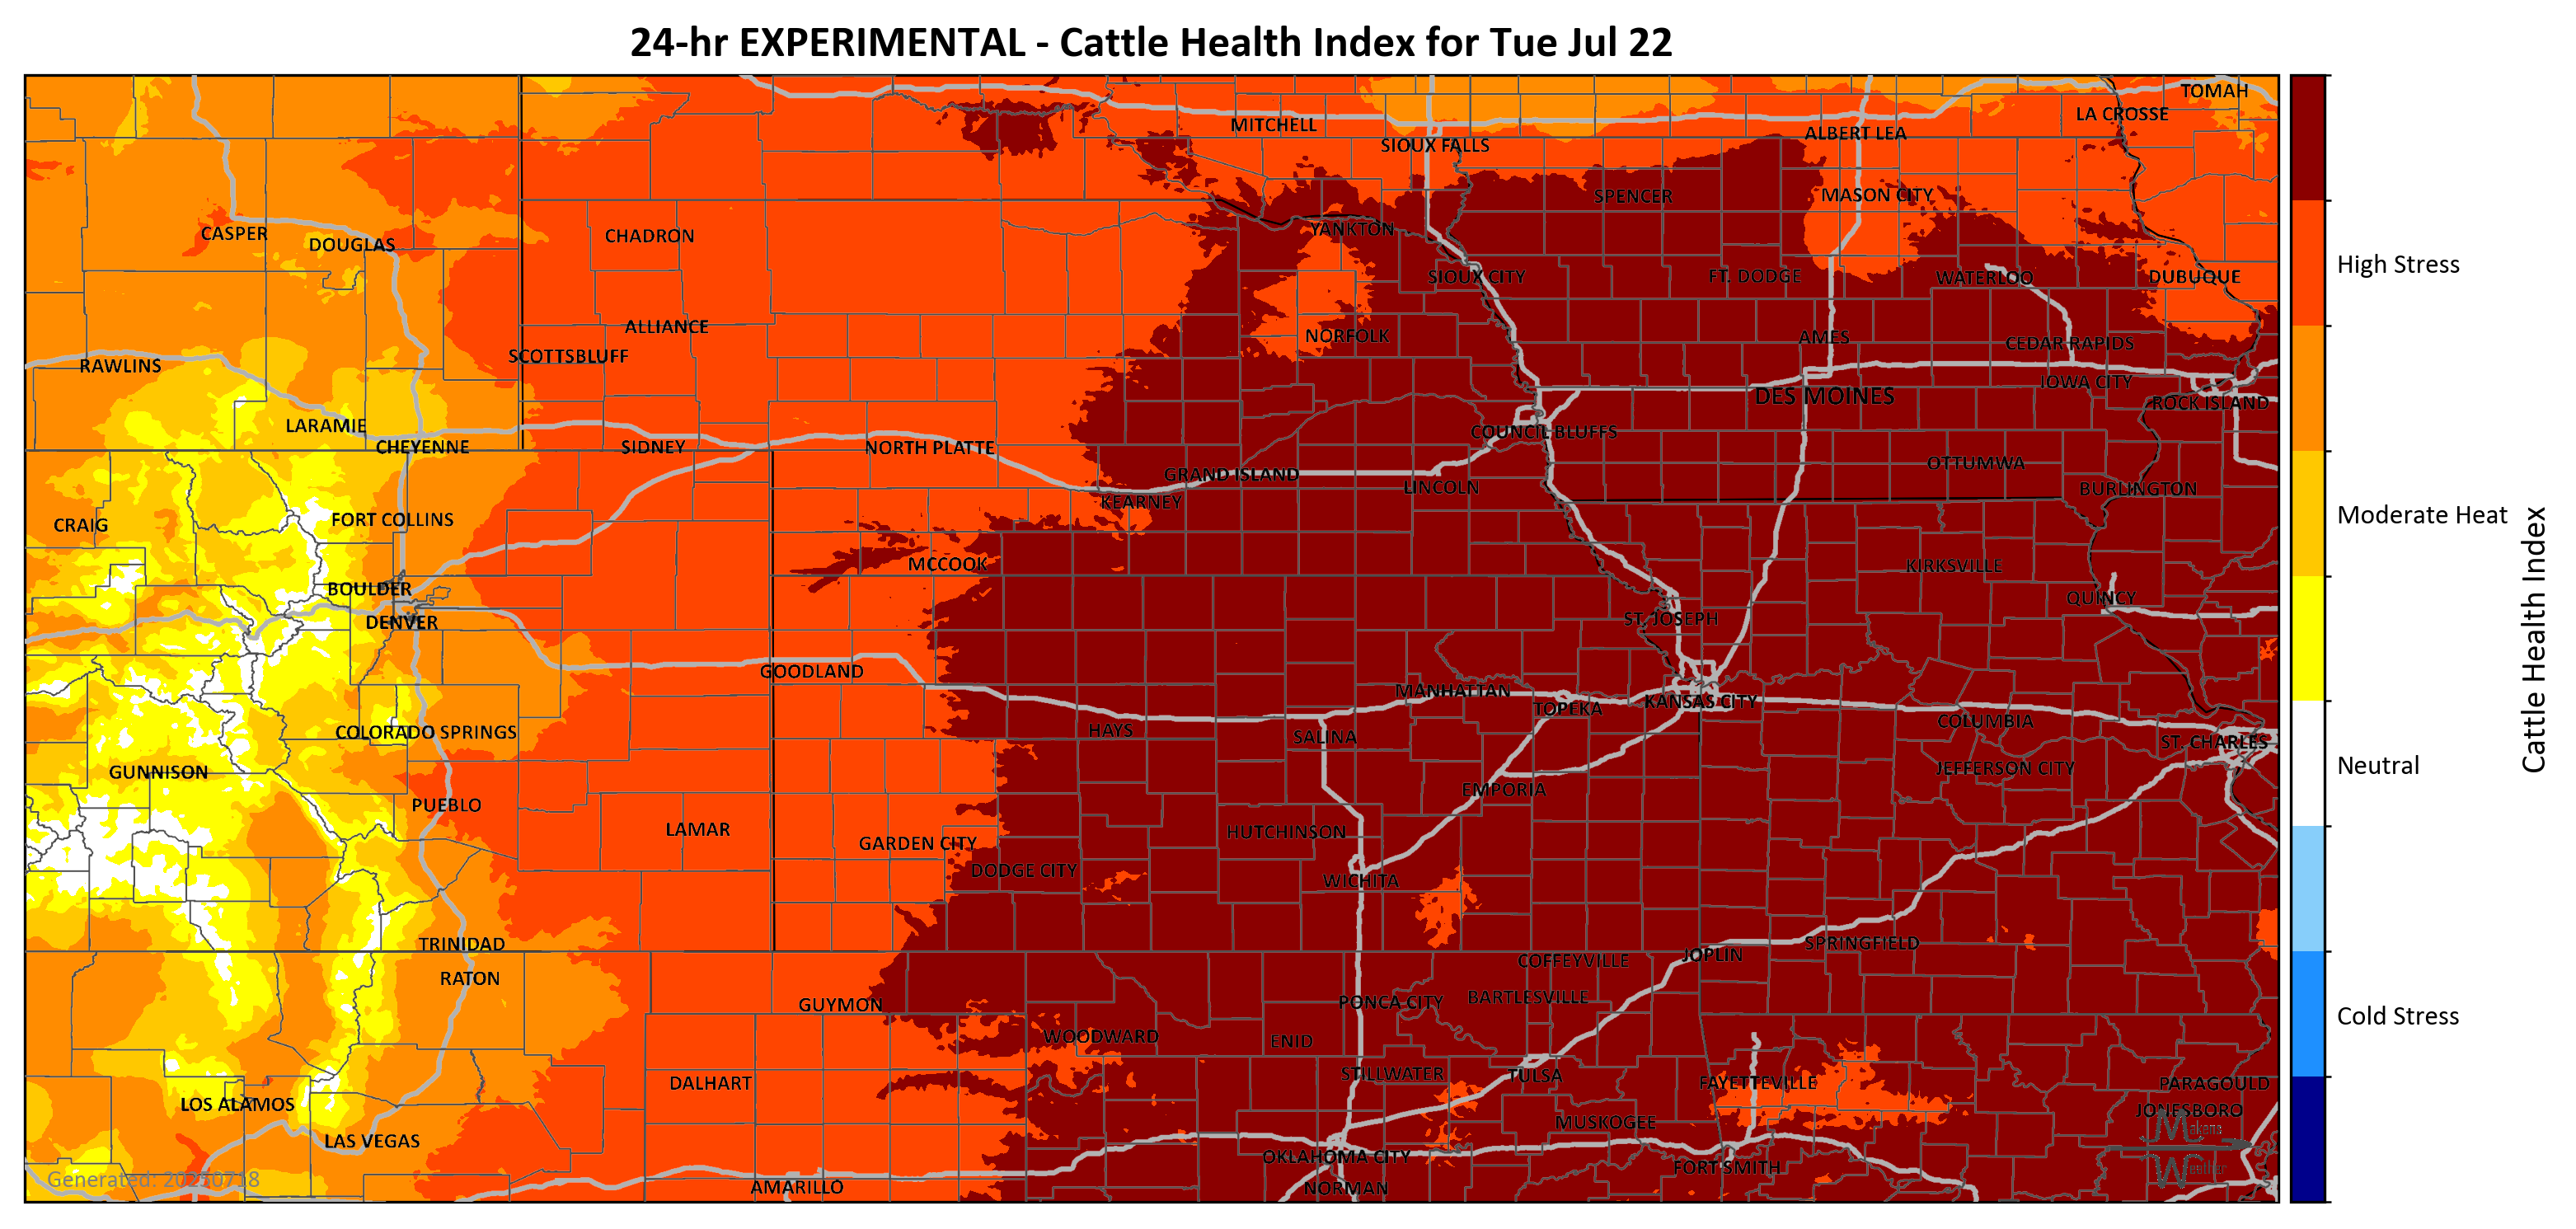 24-hr EXPERIMENTAL - Cattle Health Index for Tue Jul 22
TOMAH
LA CROSSE
MITCHELL
ALBERT LEA
SIOUX FALLS
SPENCER
MASON CITY
CASPER
DOUGLAS
CHADRON
YANKTON
SIOUX CITY
FT. DODGE
WATERLOO
DUBUQUE
High Stress
ALLIANCE
NORFOLK
AMES
CEDAR RAPIDS
SCOTTSBLUFF
RAWLINS
IOWA CITY
DES MOINES
ROCK ISLAND
LARAMIE
COUNCIL BLUFFS
CHEYENNE
SIDNEY
NORTH PLATTE
OTTUMWA
GRAND ISLAND
LINCOLN
BURLINGTON
KEARNEY
Moderate Heat
CRAIG
FORT COLLINS
MCCOOK
KIRKSVILLE
BOULDER
QUINCY
DENVER
ST. JOSEPH
Cattle Health Index
GOODLAND
MANHATTAN
TOPEKA
KANSAS CITY
COLUMBIA
COLORADO SPRINGS
HAYS
SALINA
ST. CHARLES
GUNNISON
JEFFERSON CITY
Neutral
EMPORIA
PUEBLO
LAMAR
HUTCHINSON
GARDEN CITY
DODGE CITY
WICHITA
TRINIDAD
SPRINGFIELD
JOPLIN
COFFEYVILLE
RATON
GUYMON
PONCA CITY
BARTLESVILLE
Cold Stress
WOODWARD
ENID
STILLWATER
TULSA
DALHART
FAYETTEVILLE
PARAGOULD
LOS ALAMOS
JONESBORO
MUSKOGEE
LAS VEGAS
Makens
OKLAHOMA CITY
FORT SMITH
Weather
Generated: 20250718
AMARILLO
NORMAN